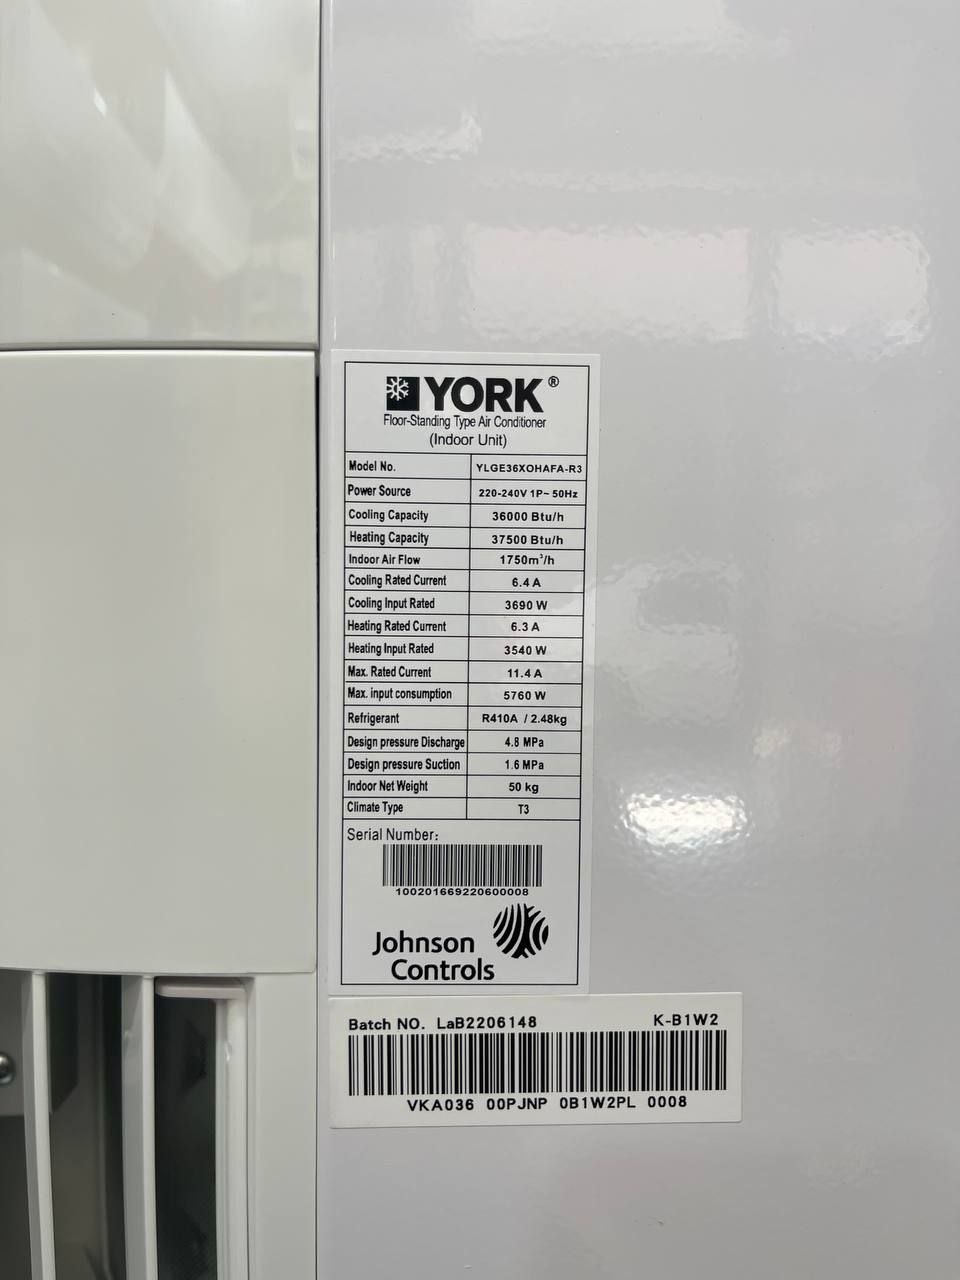 YORK®
Floor-Standing Type Air Conditioner
(Indoor Unit)
Model No. YLGE36XOHAFA-R3
Power Source 220-240V 1P~ 50Hz
Cooling Capacity 36000 Btu/h
Heating Capacity 37500 Btu/h
Indoor Air Flow 1750m³/h
Cooling Rated Current 6.4 A
Cooling Input Rated 3690 W
Heating Rated Current 6.3 A
Heating Input Rated 3540 W
Max. Rated Current 11.4 A
Max. input consumption 5760 W
Refrigerant R410A / 2.48kg
Design pressure Discharge 4.8 MPa
Design pressure Suction 1.6 MPa
Indoor Net Weight 50 kg
Climate Type T3
Serial Number:
100201669220600008
Johnson
Controls
Batch NO. LaB2206148 K-B1W2
VKA036 00PJNP 0B1W2PL 0008